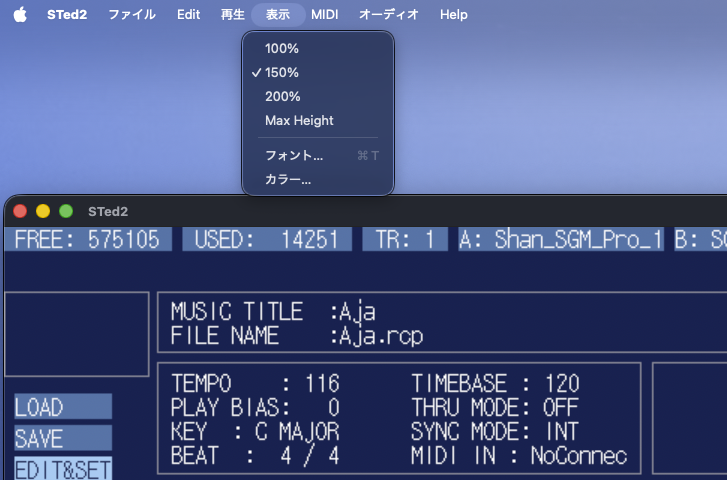 STed2 ファイル Edit 再生 表示 MIDI オーディオ Help
100%
✓ 150%
200%
Max Height
フォント... ⌘T
カラー...
STed2
FREE: 575105 USED: 14251 TR: 1 A: Shan_SGM_Pro_1 B: SG
MUSIC TITLE :Aja
FILE NAME :Aja.rcp
TEMPO : 116 TIMEBASE : 120
LOAD PLAY BIAS: 0 THRU MODE: OFF
SAVE KEY : C MAJOR SYNC MODE: INT
EDIT&SET BEAT : 4 / 4 MIDI IN : NoConnec